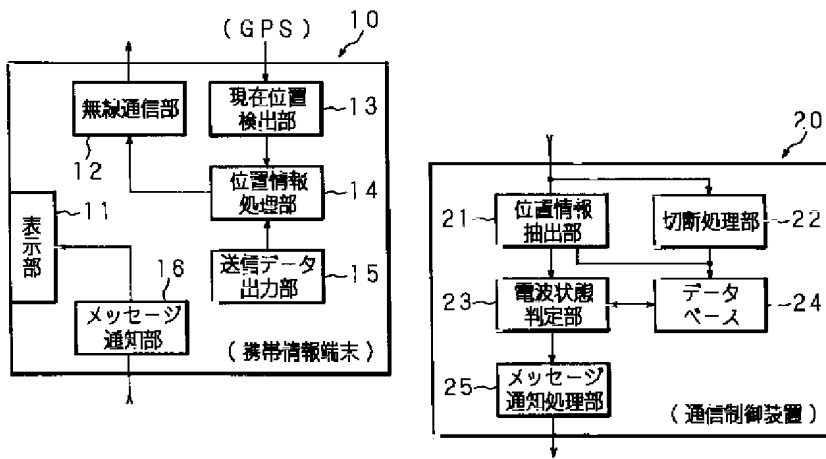 (GPS)
10
無線通信部
12
現在位置
検出部
13
位置情報
処理部
14
表示部
11
送信データ
出力部
15
16
メッセージ
通知部
(携帯情報端末)
20
21
位置情報
抽出部
切断処理部
22
23
電波状態
判定部
データ
ベース
24
25
メッセージ
通知処理部
(通信制御装置)